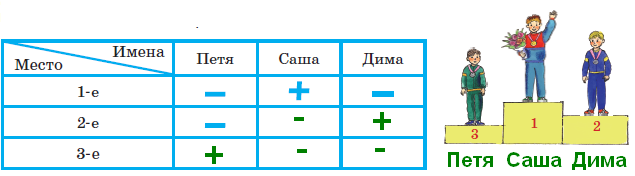 Имена
Место
Петя Саша Дима
1-е – + –
2-е – - +
3-е + - -
1
3 2
Петя Саша Дима